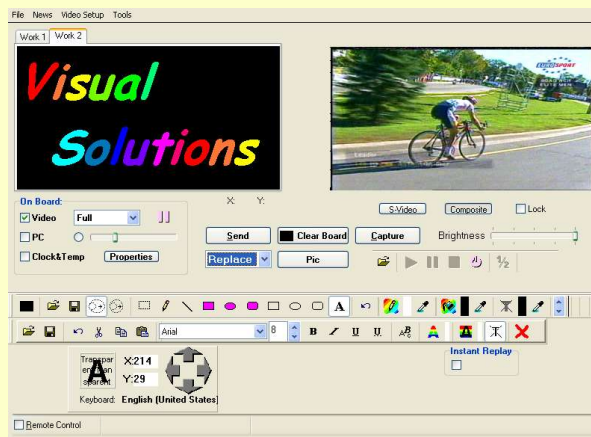 File News Video Setup Tools
Work 1 Work 2
Visual
Solutions
EUROSPORT
On Board:
X: Y:
Video Full
S-Video Composite Lock
PC
Send Clear Board Capture Brightness
Clock&Temp Properties
Replace Pic
½
A
Arial 8 B I U U AB A A
Instant Replay
A
X:214
Y:29
Keyboard: English (United States)
Remote Control